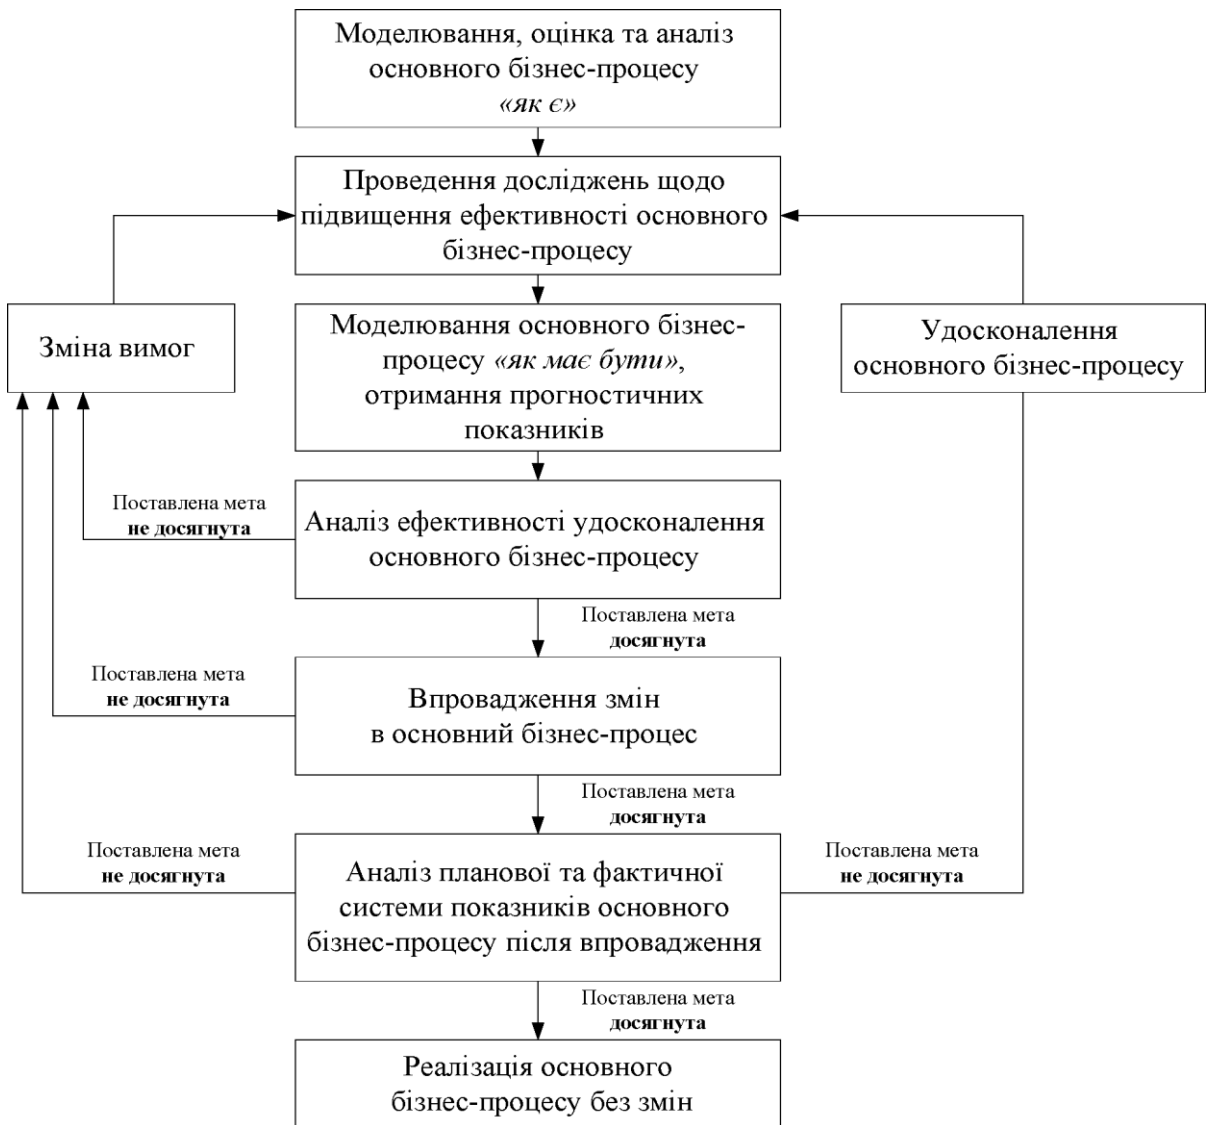 Моделювання, оцінка та аналіз
основного бізнес-процесу
«як є»
Проведення досліджень щодо
підвищення ефективності основного
бізнес-процесу
Зміна вимог
Моделювання основного бізнес-
процесу «як має бути»,
отримання прогностичних
показників
Удосконалення
основного бізнес-процесу
Поставлена мета
не досягнута
Аналіз ефективності удосконалення
основного бізнес-процесу
Поставлена мета
досягнута
Поставлена мета
не досягнута
Впровадження змін
в основний бізнес-процес
Поставлена мета
досягнута
Поставлена мета
не досягнута
Аналіз планової та фактичної
системи показників основного
бізнес-процесу після впровадження
Поставлена мета
не досягнута
Поставлена мета
досягнута
Реалізація основного
бізнес-процесу без змін